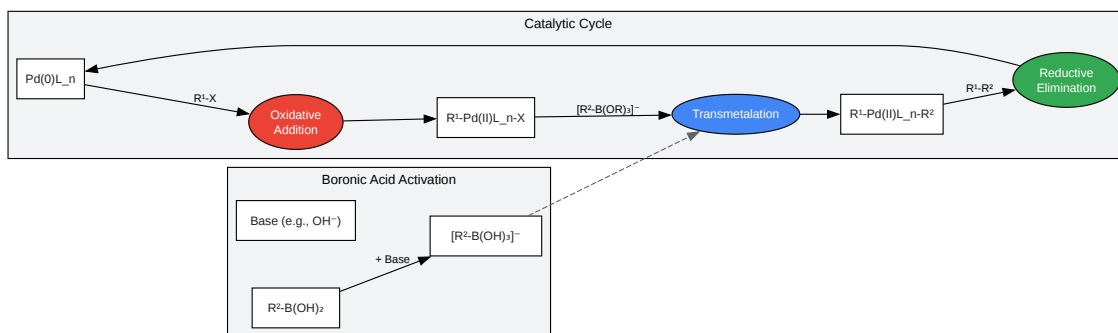 Catalytic Cycle
Pd(0)L_n
R¹-X
Oxidative
Addition
R¹-Pd(II)L_n-X
[R²-B(OR)₃]⁻
Transmetalation
R¹-Pd(II)L_n-R²
R¹-R²
Reductive
Elimination
Boronic Acid Activation
Base (e.g., OH⁻)
[R²-B(OH)₃]⁻
+ Base
R²-B(OH)₂